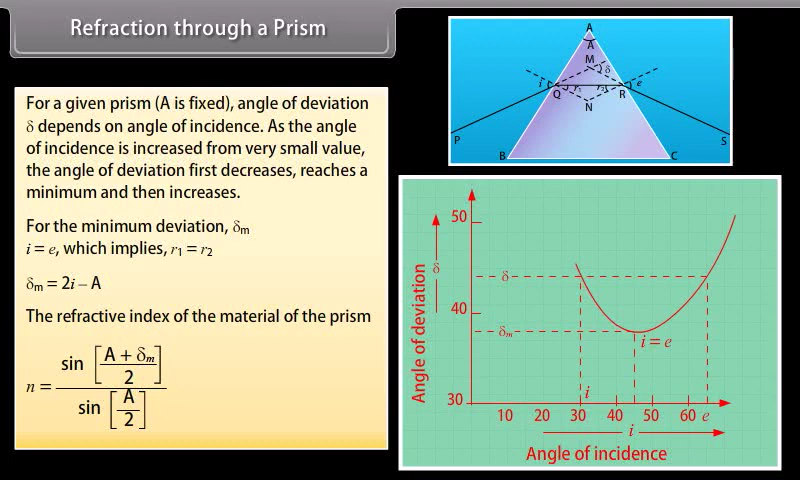 Refraction through a Prism
For a given prism (A is fixed), angle of deviation
δ depends on angle of incidence. As the angle
of incidence is increased from very small value,
the angle of deviation first decreases, reaches a
minimum and then increases.
For the minimum deviation, δm
i = e, which implies, r1 = r2
δm = 2i – A
The refractive index of the material of the prism
n = sin [A + δm / 2] / sin [A / 2]
A
A
M
δ
i
e
Q
r1
r2
R
N
P
S
B
C
50
40
30
δ
δ
δm
i = e
i
10 20 30 40 50 60 e
i
Angle of deviation
Angle of incidence